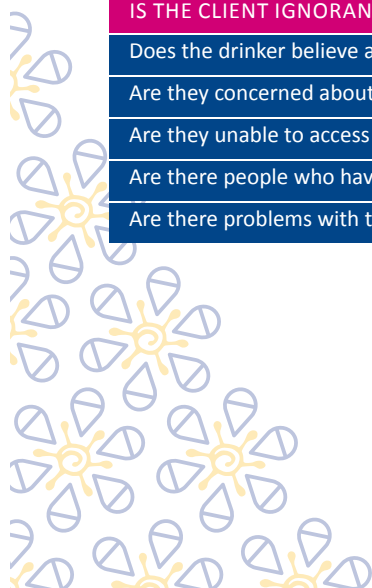 IS THE CLIENT IGNORAN
Does the drinker believe a
Are they concerned about
Are they unable to access
Are there people who hav
Are there problems with t